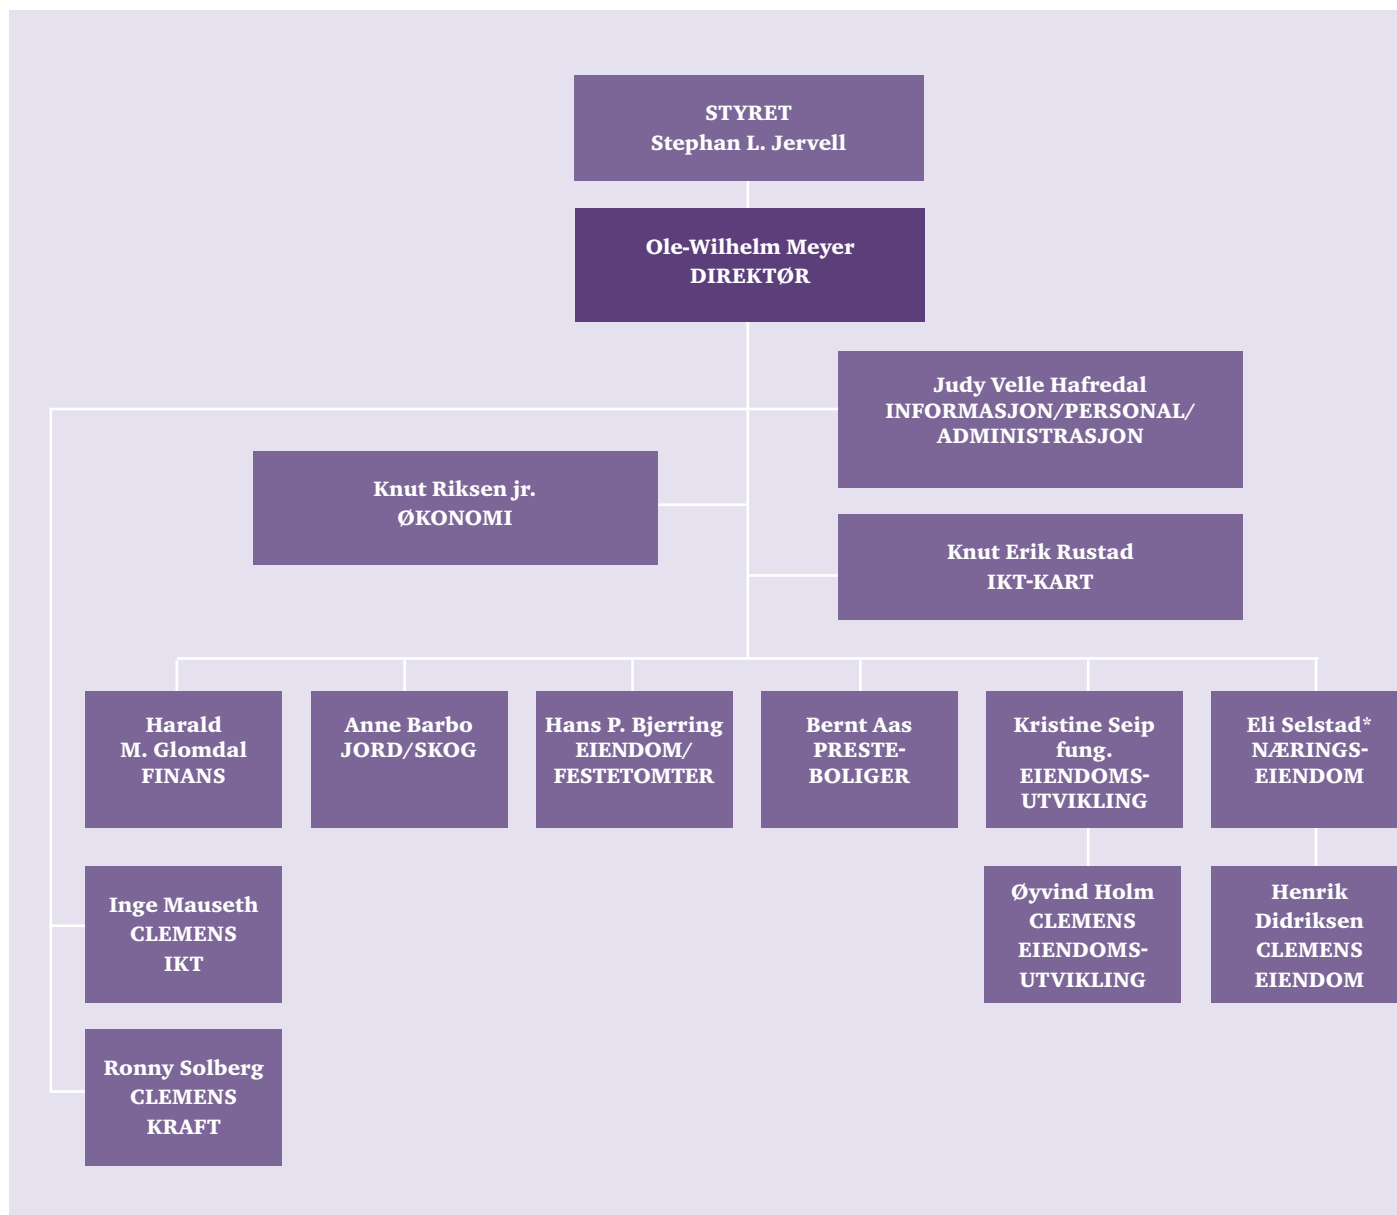 STYRET
Stephan L. Jervell
Ole-Wilhelm Meyer
DIREKTØR
Judy Velle Hafredal
INFORMASJON/PERSONAL/
ADMINISTRASJON
Knut Riksen jr.
ØKONOMI
Knut Erik Rustad
IKT-KART
Harald
M. Glomdal
FINANS
Anne Barbo
JORD/SKOG
Hans P. Bjerring
EIENDOM/
FESTETOMTER
Bernt Aas
PRESTE-
BOLIGER
Kristine Seip
fung.
EIENDOMS-
UTVIKLING
Eli Selstad*
NÆRINGS-
EIENDOM
Inge Mauseth
CLEMENS
IKT
Øyvind Holm
CLEMENS
EIENDOMS-
UTVIKLING
Henrik
Didriksen
CLEMENS
EIENDOM
Ronny Solberg
CLEMENS
KRAFT